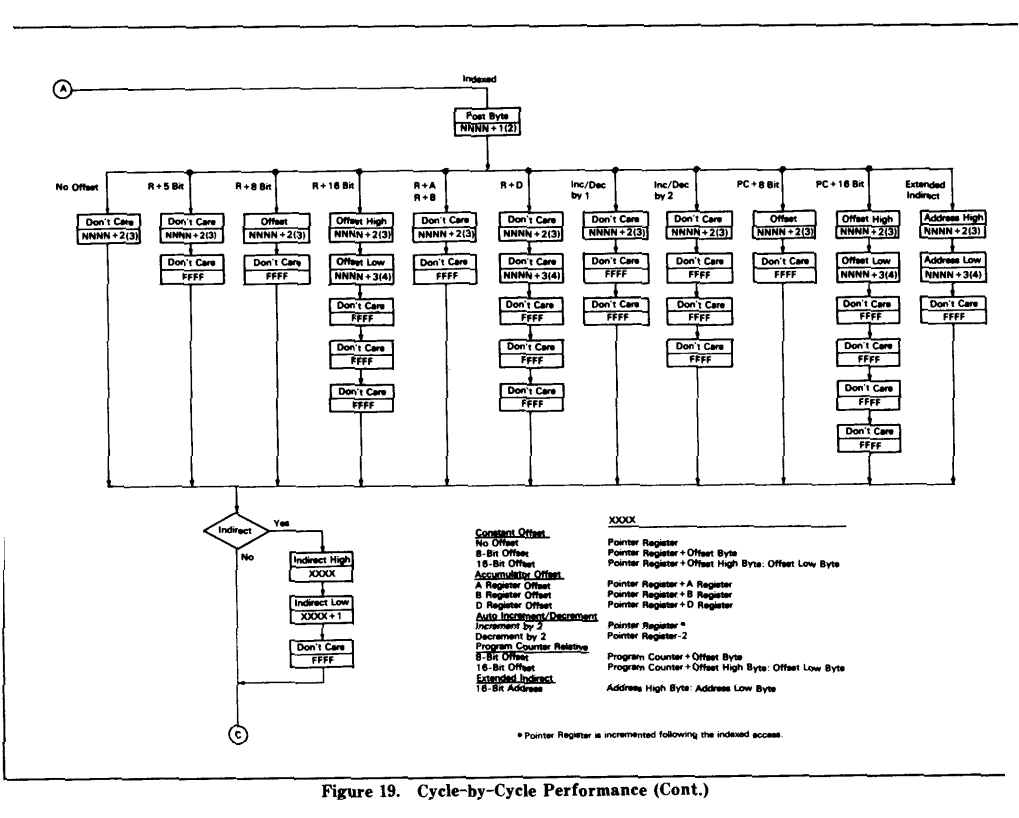 A
Indexed
Post Byte
NNNN+1(2)
No Offset
R+5 Bit
R+8 Bit
R+16 Bit
R+A
R+B
R+D
Inc/Dec
by 1
Inc/Dec
by 2
PC+8 Bit
PC+16 Bit
Extended
Indirect
Don't Care
NNNN+2(3)
Don't Care
NNNN+2(3)
Don't Care
FFFF
Offset
NNNN+2(3)
Don't Care
FFFF
Offset High
NNNN+2(3)
Offset Low
NNNN+3(4)
Don't Care
FFFF
Don't Care
FFFF
Don't Care
FFFF
Don't Care
NNNN+2(3)
Don't Care
FFFF
Don't Care
NNNN+2(3)
Don't Care
NNNN+3(4)
Don't Care
FFFF
Don't Care
FFFF
Don't Care
FFFF
Don't Care
NNNN+2(3)
Don't Care
FFFF
Don't Care
FFFF
Don't Care
NNNN+2(3)
Don't Care
FFFF
Don't Care
FFFF
Don't Care
FFFF
Offset
NNNN+2(3)
Don't Care
FFFF
Offset High
NNNN+2(3)
Offset Low
NNNN+3(4)
Don't Care
FFFF
Don't Care
FFFF
Don't Care
FFFF
Don't Care
FFFF
Address High
NNNN+2(3)
Address Low
NNNN+3(4)
Don't Care
FFFF
Indirect
Yes
No
Indirect High
XXXX
Indirect Low
XXXX+1
Don't Care
FFFF
C
XXXX
Constant Offset
No Offset Pointer Register
8-Bit Offset Pointer Register+Offset Byte
16-Bit Offset Pointer Register+Offset High Byte: Offset Low Byte
Accumulator Offset
A Register Offset Pointer Register+A Register
B Register Offset Pointer Register+B Register
D Register Offset Pointer Register+D Register
Auto Increment/Decrement
Increment by 2 Pointer Register*
Decrement by 2 Pointer Register-2
Program Counter Relative
8-Bit Offset Program Counter+Offset Byte
16-Bit Offset Program Counter+Offset High Byte: Offset Low Byte
Extended Indirect
16-Bit Address Address High Byte: Address Low Byte
* Pointer Register is incremented following the indexed access.
Figure 19. Cycle-by-Cycle Performance (Cont.)